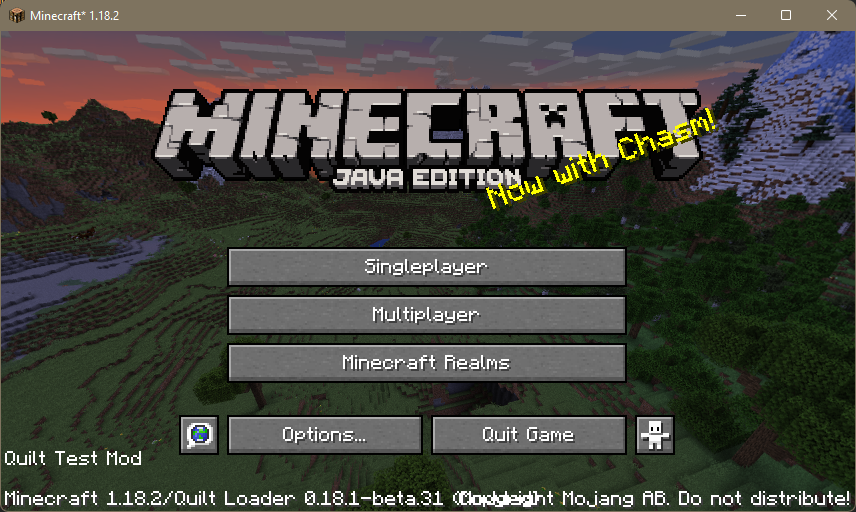 Minecraft* 1.18.2
MINECRAFT
JAVA EDITION
Now with Chasm!
Singleplayer
Multiplayer
Minecraft Realms
Options...
Quit Game
Quilt Test Mod
Minecraft 1.18.2/Quilt Loader 0.18.1-beta.31 Mojang AB. Do not distribute!